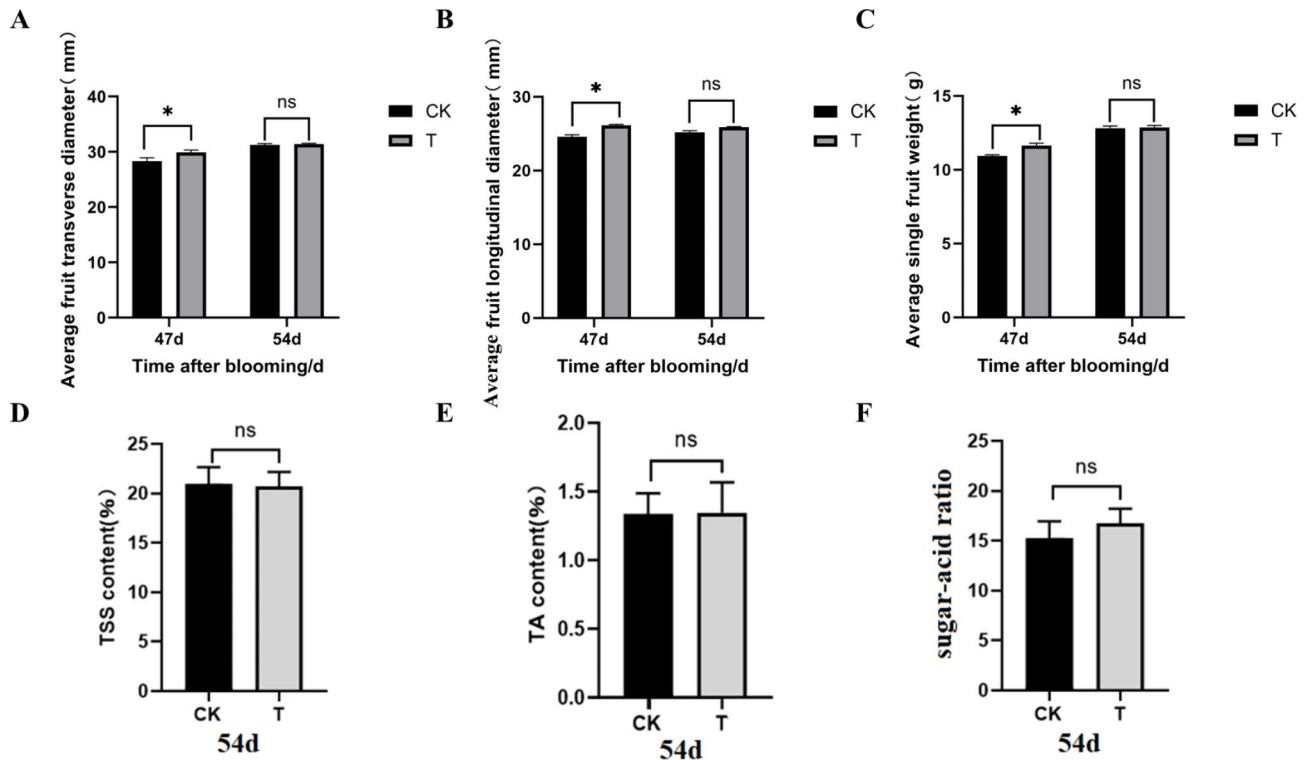 A
Average fruit transverse diameter( mm)
40
30
20
10
0
*
ns
CK
T
47d
54d
Time after blooming/d
B
Average fruit longitudinal diameter( mm)
30
20
10
0
*
ns
CK
T
47d
54d
Time after blooming/d
C
Average single fruit weight( g)
15
10
5
0
*
ns
CK
T
47d
54d
Time after blooming/d
D
TSS content(%)
25
20
15
10
5
0
ns
CK
T
54d
E
TA content(%)
2.0
1.5
1.0
0.5
0.0
ns
CK
T
54d
F
sugar-acid ratio
25
20
15
10
5
0
ns
CK
T
54d